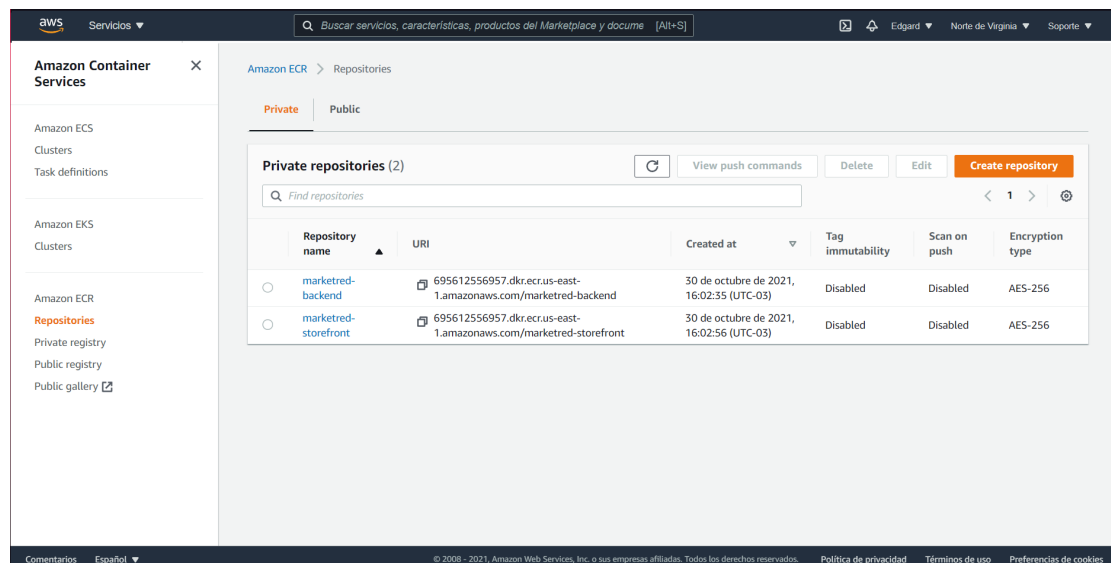 aws Servicios ▼ Buscar servicios, características, productos del Marketplace y docume [Alt+S] Edgard ▼ Norte de Virginia ▼ Soporte ▼
Amazon Container
Services
Amazon ECS
Clusters
Task definitions
Amazon EKS
Clusters
Amazon ECR
Repositories
Private registry
Public registry
Public gallery
Amazon ECR > Repositories
Private Public
Private repositories (2) View push commands Delete Edit Create repository
Find repositories
< 1 >
Repository
name ▲ URI Created at Tag
immutability Scan on
push Encryption
type
marketred-
backend
695612556957.dkr.ecr.us-east-
1.amazonaws.com/marketred-backend
30 de octubre de 2021,
16:02:35 (UTC-03)
Disabled Disabled AES-256
marketred-
storefront
695612556957.dkr.ecr.us-east-
1.amazonaws.com/marketred-storefront
30 de octubre de 2021,
16:02:56 (UTC-03)
Disabled Disabled AES-256
Comentarios Español ▼ © 2008 - 2021, Amazon Web Services, Inc. o sus empresas afiliadas. Todos los derechos reservados. Política de privacidad Términos de uso Preferencias de cookies